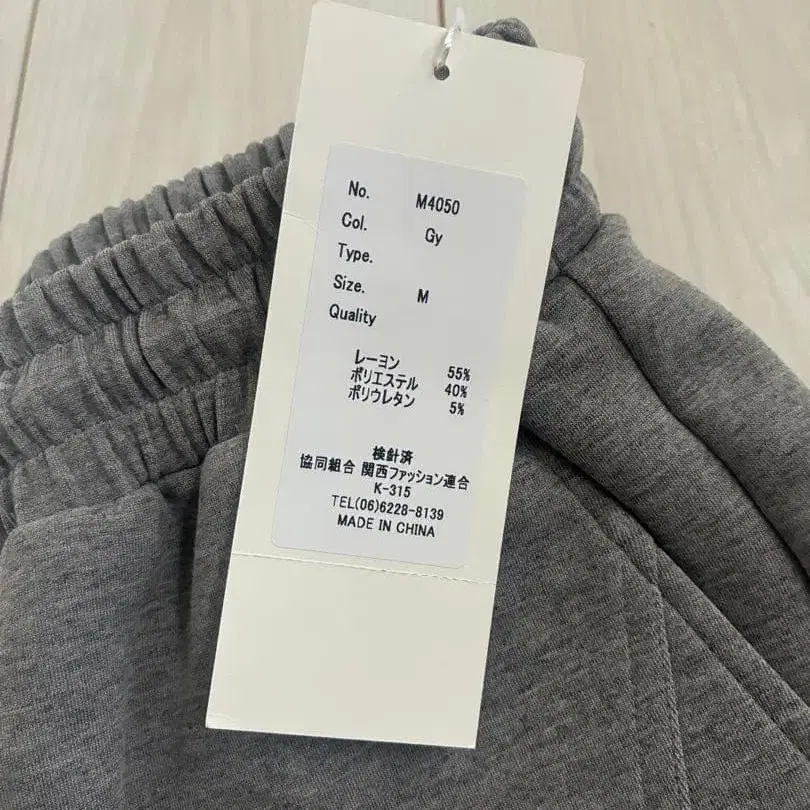 No. M4050
Col. Gy
Type.
Size. M
Quality
レーヨン 55%
ポリエステル 40%
ポリウレタン 5%
検針済
協同組合 関西ファッション連合
K-315
TEL(06)6228-8139
MADE IN CHINA